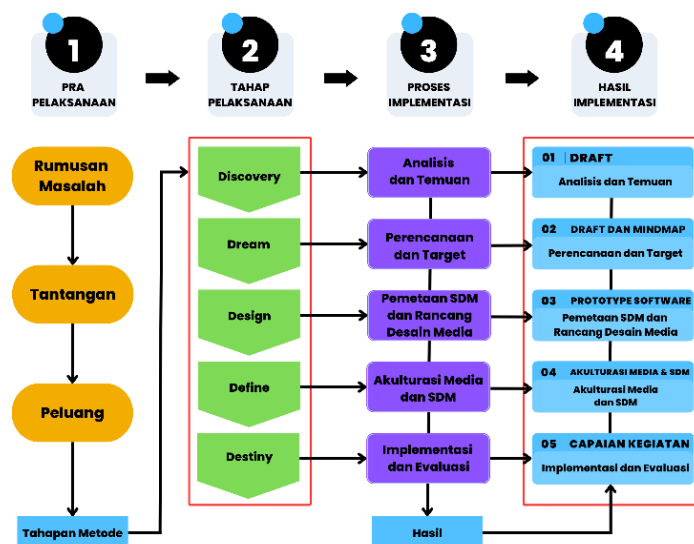 1
PRA
PELAKSANAAN
2
TAHAP
PELAKSANAAN
3
PROSES
IMPLEMENTASI
4
HASIL
IMPLEMENTASI
Rumusan
Masalah
Tantangan
Peluang
Tahapan Metode
Discovery
Dream
Design
Define
Destiny
Analisis
dan Temuan
Perencanaan
dan Target
Pemetaan SDM
dan Rancang
Desain Media
Akulturasi Media
dan SDM
Implementasi
dan Evaluasi
Hasil
01 | DRAFT
Analisis dan Temuan
02 DRAFT DAN MINDMAP
Perencanaan dan Target
03 PROTOTYPE SOFTWARE
Pemetaan SDM dan
Rancang Desain Media
04 AKULTURASI MEDIA & SDM
Akulturasi Media
dan SDM
05 CAPAIAN KEGIATAN
Implementasi dan Evaluasi